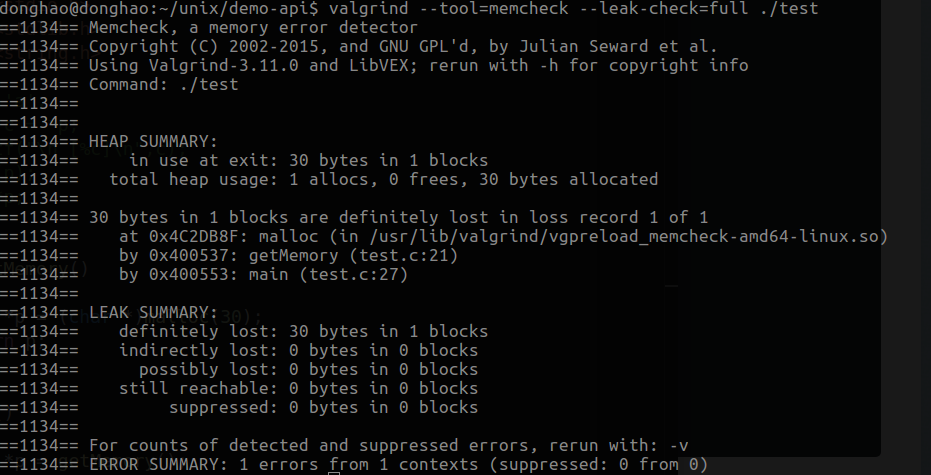 donghao@donghao:~/unix/demo-api$ valgrind --tool=memcheck --leak-check=full ./test
==1134== Memcheck, a memory error detector
==1134== Copyright (C) 2002-2015, and GNU GPL'd, by Julian Seward et al.
==1134== Using Valgrind-3.11.0 and LibVEX; rerun with -h for copyright info
==1134== Command: ./test
==1134==
==1134==
==1134== HEAP SUMMARY:
==1134==     in use at exit: 30 bytes in 1 blocks
==1134==   total heap usage: 1 allocs, 0 frees, 30 bytes allocated
==1134==
==1134== 30 bytes in 1 blocks are definitely lost in loss record 1 of 1
==1134==    at 0x4C2DB8F: malloc (in /usr/lib/valgrind/vgpreload_memcheck-amd64-linux.so)
==1134==    by 0x400537: getMemory (test.c:21)
==1134==    by 0x400553: main (test.c:27)
==1134==
==1134== LEAK SUMMARY:
==1134==    definitely lost: 30 bytes in 1 blocks
==1134==    indirectly lost: 0 bytes in 0 blocks
==1134==      possibly lost: 0 bytes in 0 blocks
==1134==    still reachable: 0 bytes in 0 blocks
==1134==         suppressed: 0 bytes in 0 blocks
==1134==
==1134== For counts of detected and suppressed errors, rerun with: -v
==1134== ERROR SUMMARY: 1 errors from 1 contexts (suppressed: 0 from 0)